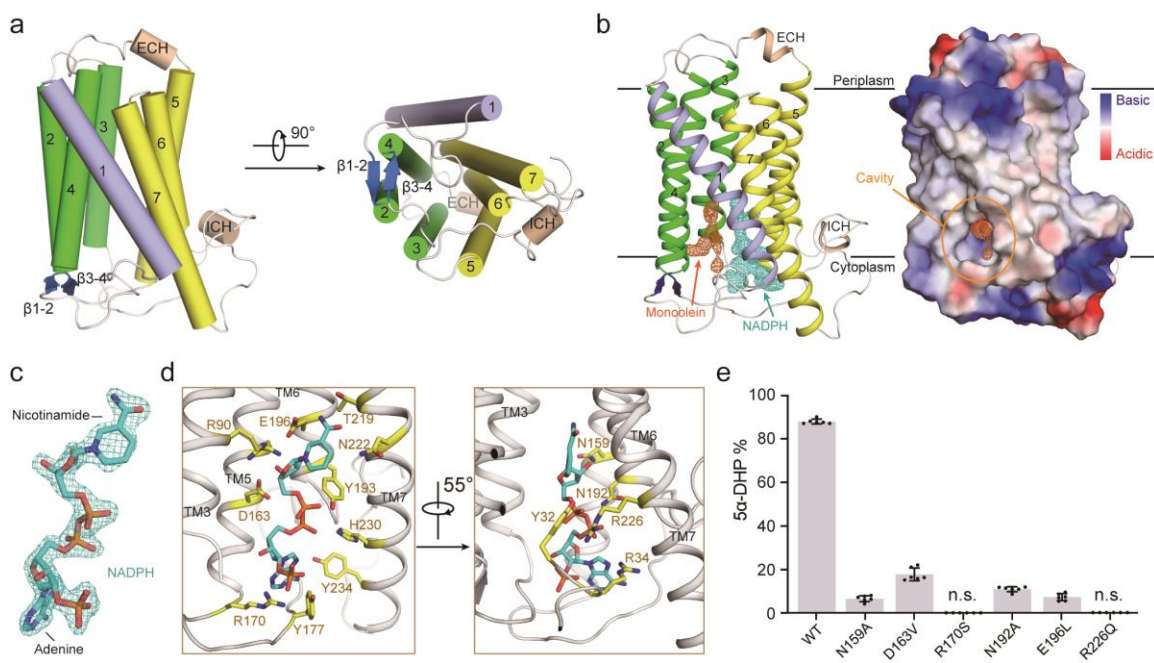 a
ECH
5
3
2
6
1
4
7
ICH
β3-4
β1-2
90°
1
4
β1-2
β3-4
7
ECH
2
6
ICH
3
5
b
ECH
3
Periplasm
5
6
2
7
1
4
ICH
Cytoplasm
Monoolein
NADPH
Cavity
Basic
Acidic
c
Nicotinamide
NADPH
Adenine
d
TM6
E196
T219
R90
N222
TM5
Y193
TM7
TM3
D163
H230
Y234
R170
Y177
55°
TM3
N159
TM6
N192
Y32
R226
TM7
R34
e
5α-DHP %
100
80
60
40
20
0
n.s.
n.s.
WT
N159A
D163V
R170S
N192A
E196L
R226Q